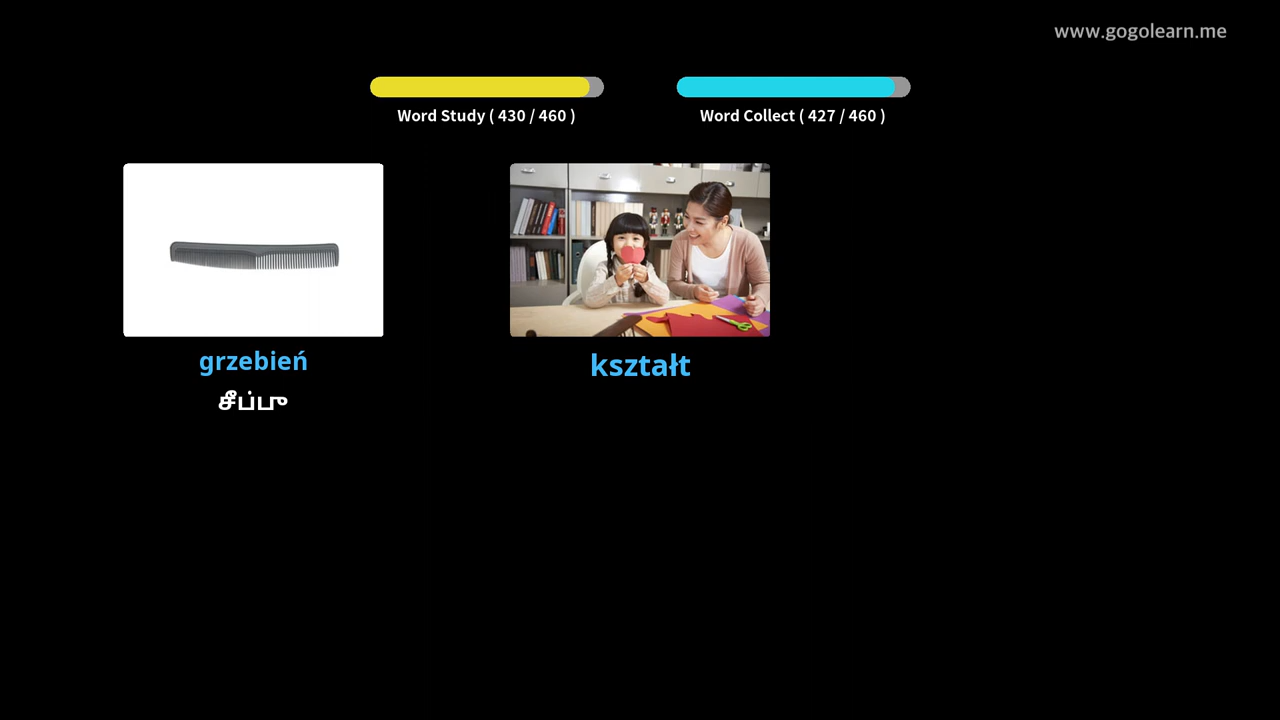 www.gogolearn.me
Word Study ( 430 / 460 )
Word Collect ( 427 / 460 )
grzebień
kształt
சீப்பு